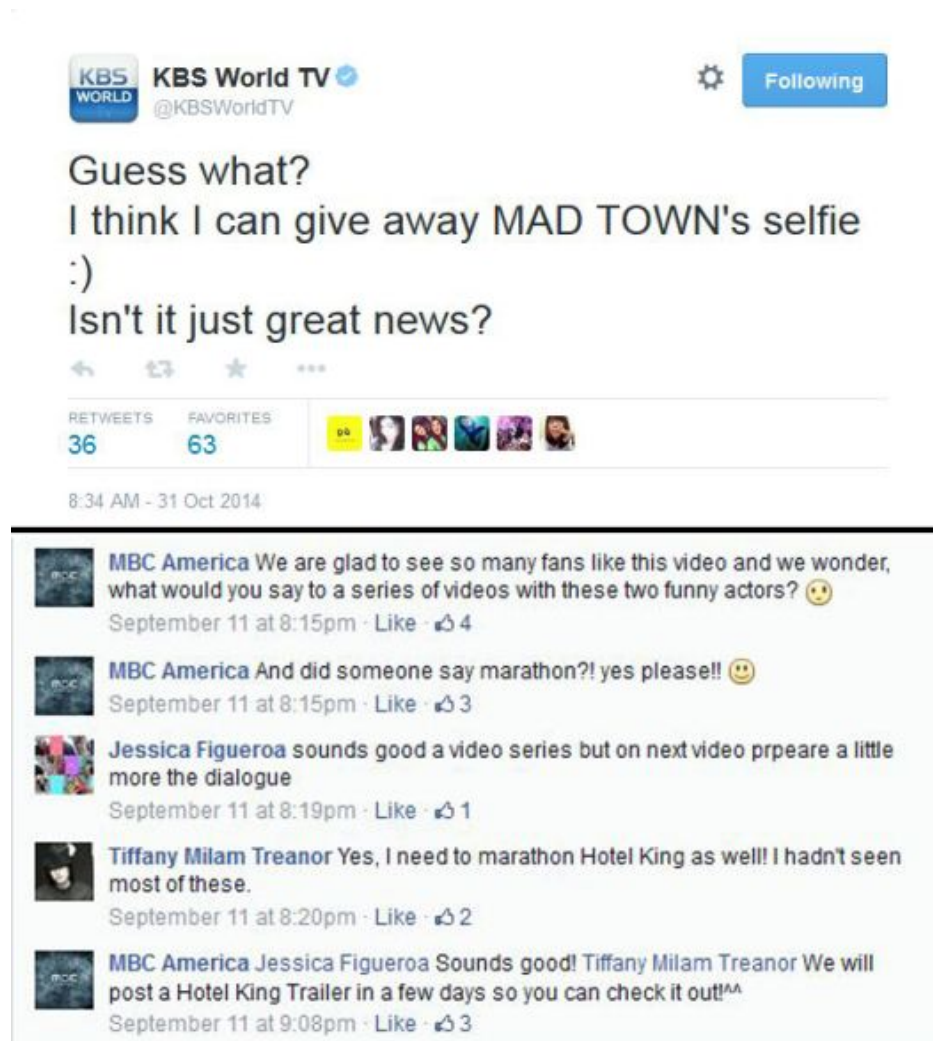 KBS WORLD
KBS World TV
@KBSWorldTV
Following
Guess what?
I think I can give away MAD TOWN's selfie
:)
Isn't it just great news?
RETWEETS FAVORITES
36 63
8:34 AM - 31 Oct 2014
MBC America We are glad to see so many fans like this video and we wonder,
what would you say to a series of videos with these two funny actors?
September 11 at 8:15pm · Like · 4
MBC America And did someone say marathon?! yes please!!
September 11 at 8:15pm · Like · 3
Jessica Figueroa sounds good a video series but on next video prpeare a little
more the dialogue
September 11 at 8:19pm · Like · 1
Tiffany Milam Treanor Yes, I need to marathon Hotel King as well! I hadn't seen
most of these.
September 11 at 8:20pm · Like · 2
MBC America Jessica Figueroa Sounds good! Tiffany Milam Treanor We will
post a Hotel King Trailer in a few days so you can check it out!^^
September 11 at 9:08pm · Like · 3